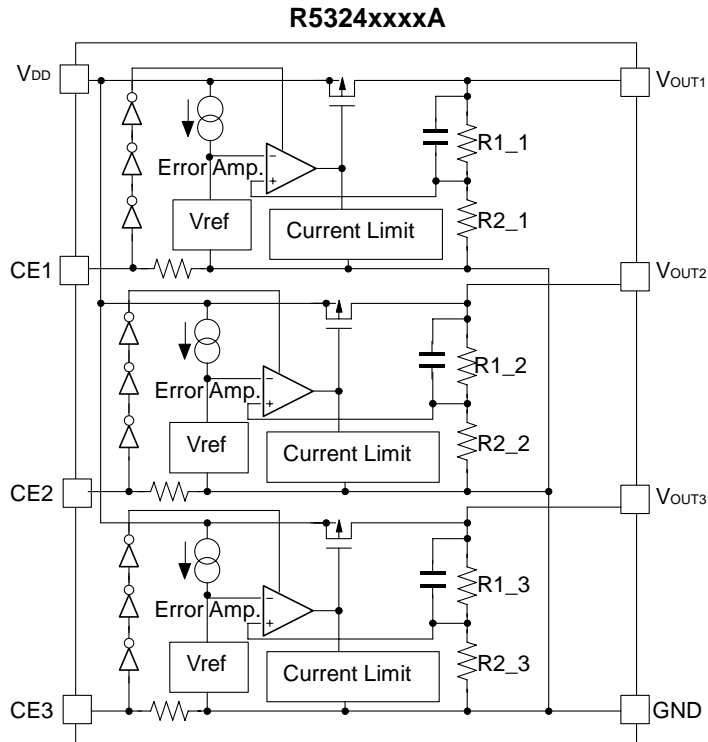 R5324xxxxA
VDD
VOUT1
R1_1
Error Amp.
−
+
Vref
Current Limit
R2_1
CE1
VOUT2
R1_2
Error Amp.
−
+
Vref
Current Limit
R2_2
CE2
VOUT3
R1_3
Error Amp.
−
+
Vref
Current Limit
R2_3
CE3
GND